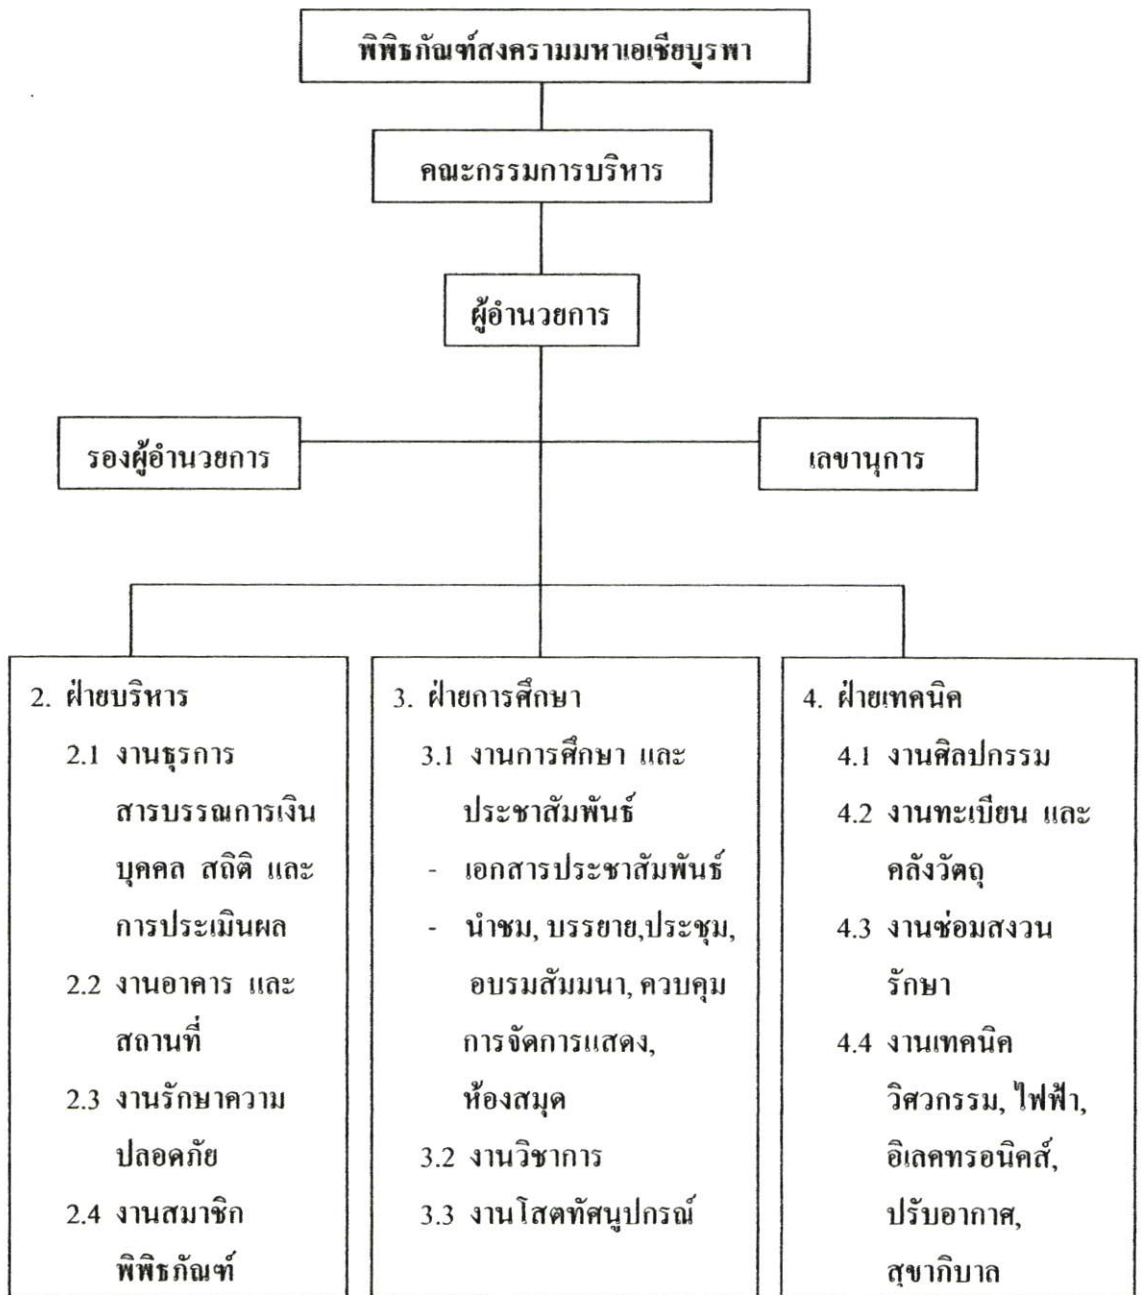 พิพิธภัณฑ์สงครามมหาเอเชียบูรพา
คณะกรรมการบริหาร
ผู้อำนวยการ
รองผู้อำนวยการ
เลขานุการ
2. ฝ่ายบริหาร
2.1 งานธุรการ
สารบรรณการเงิน
บุคคล สถิติ และ
การประเมินผล
2.2 งานอาคาร และ
สถานที่
2.3 งานรักษาความ
ปลอดภัย
2.4 งานสมาชิก
พิพิธภัณฑ์
3. ฝ่ายการศึกษา
3.1 งานการศึกษา และ
ประชาสัมพันธ์
- เอกสารประชาสัมพันธ์
- นำชม, บรรยาย,ประชุม,
อบรมสัมมนา, ควบคุม
การจัดการแสดง,
ห้องสมุด
3.2 งานวิชาการ
3.3 งานโสตทัศนูปกรณ์
4. ฝ่ายเทคนิค
4.1 งานศิลปกรรม
4.2 งานทะเบียน และ
คลังวัตถุ
4.3 งานซ่อมสงวน
รักษา
4.4 งานเทคนิค
วิศวกรรม, ไฟฟ้า,
อิเลคทรอนิคส์,
ปรับอากาศ,
สุขาภิบาล